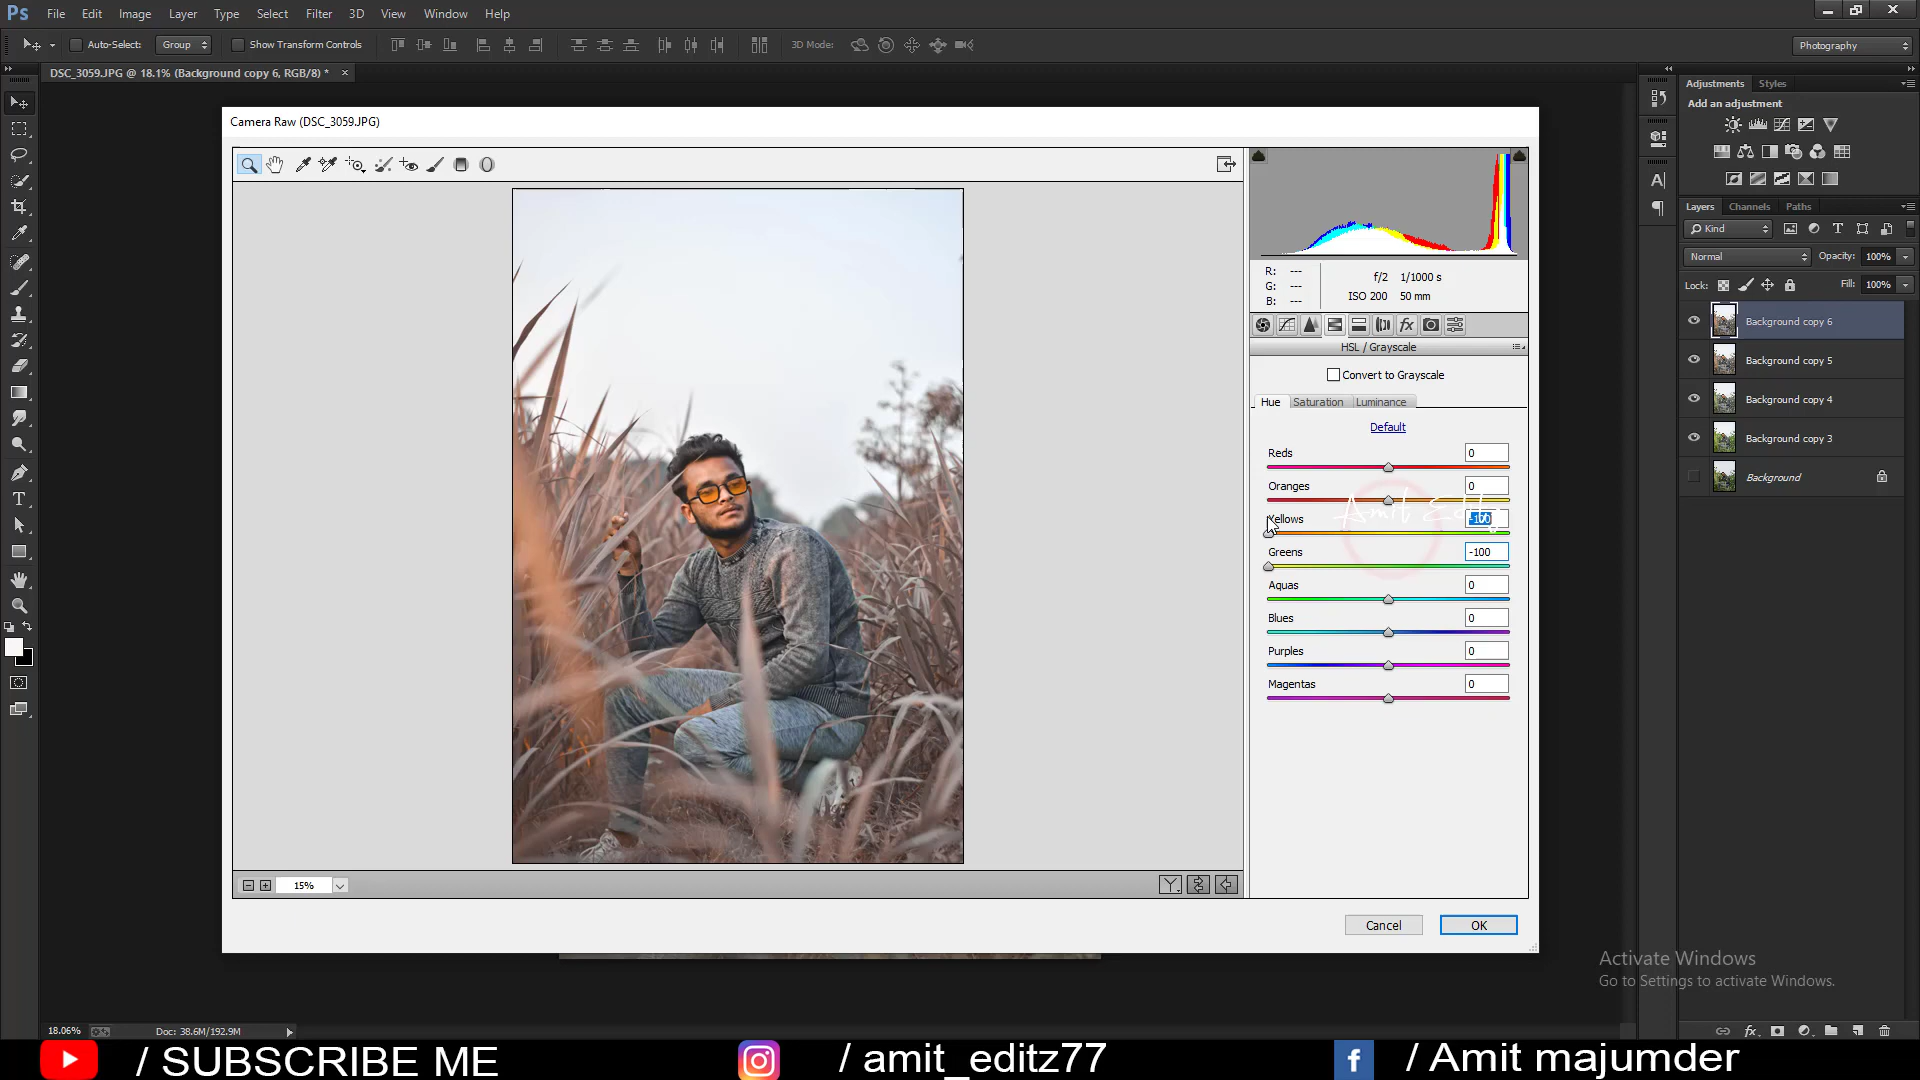 Ps File Edit Image Layer Type Select Filter 3D View Window Help
Auto-Select: Group Show Transform Controls 3D Mode: Photography
DSC_3059.JPG @ 18.1% (Background copy 6, RGB/8) * ×
Camera Raw (DSC_3059.JPG)
R: ---
G: ---
B: ---
f/2 1/1000 s
ISO 200 50 mm
HSL / Grayscale
Convert to Grayscale
Hue Saturation Luminance
Default
Reds 0
Oranges 0
Amit Editz
Yellows -100
Greens -100
Aquas 0
Blues 0
Purples 0
Magentas 0
15%
Cancel OK
Adjustments Styles
Add an adjustment
Layers Channels Paths
Kind
Normal Opacity: 100%
Lock: Fill: 100%
Background copy 6
Background copy 5
Background copy 4
Background copy 3
Background
Activate Windows
Go to Settings to activate Windows.
18.06% Doc: 38.6M/192.9M
/ SUBSCRIBE ME / amit_editz77 / Amit majumder